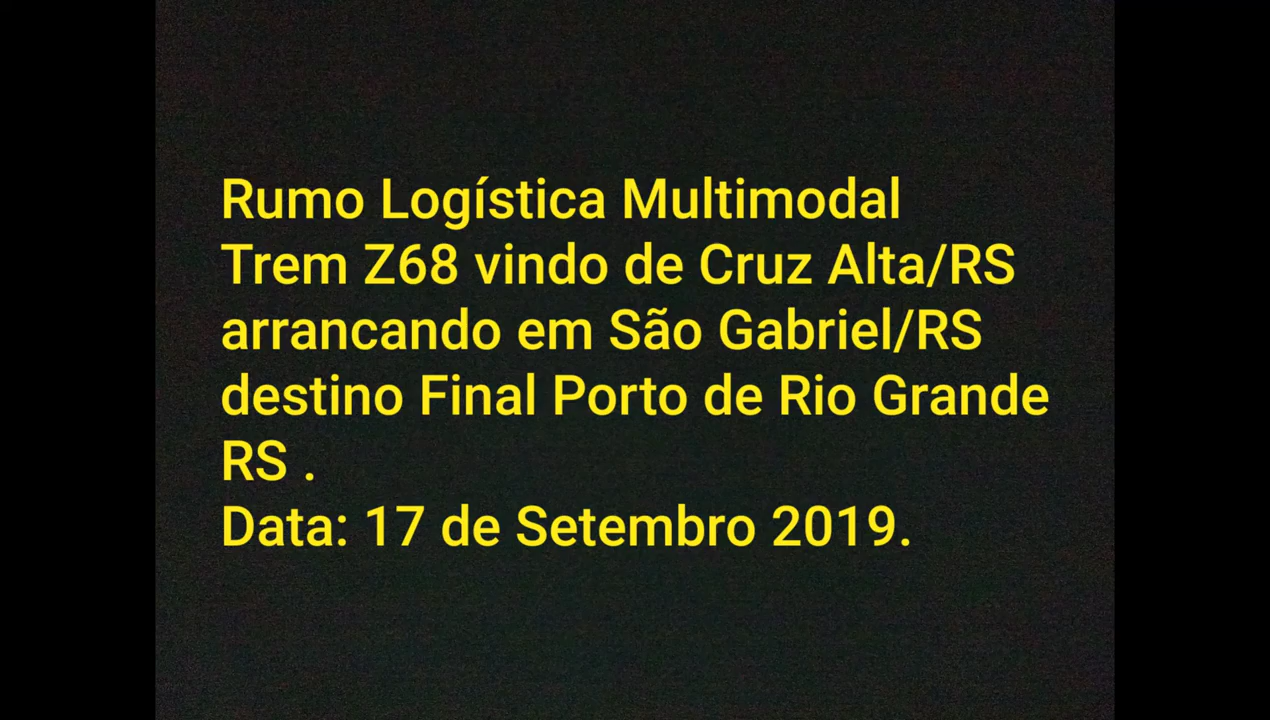 Rumo Logística Multimodal
Trem Z68 vindo de Cruz Alta/RS
arrancando em São Gabriel/RS
destino Final Porto de Rio Grande
RS .
Data: 17 de Setembro 2019.